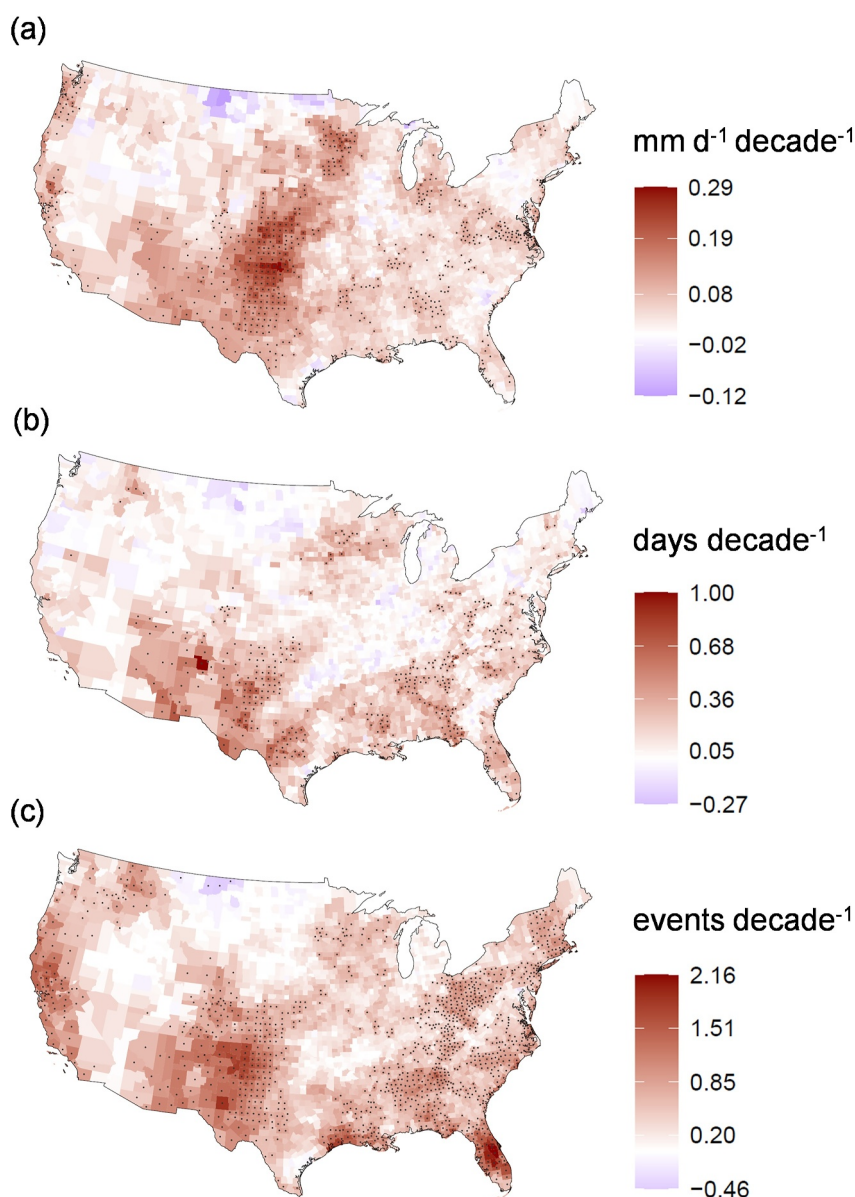 (a)
mm d⁻¹ decade⁻¹
0.29
0.19
0.08
−0.02
−0.12
(b)
days decade⁻¹
1.00
0.68
0.36
0.05
−0.27
(c)
events decade⁻¹
2.16
1.51
0.85
0.20
−0.46